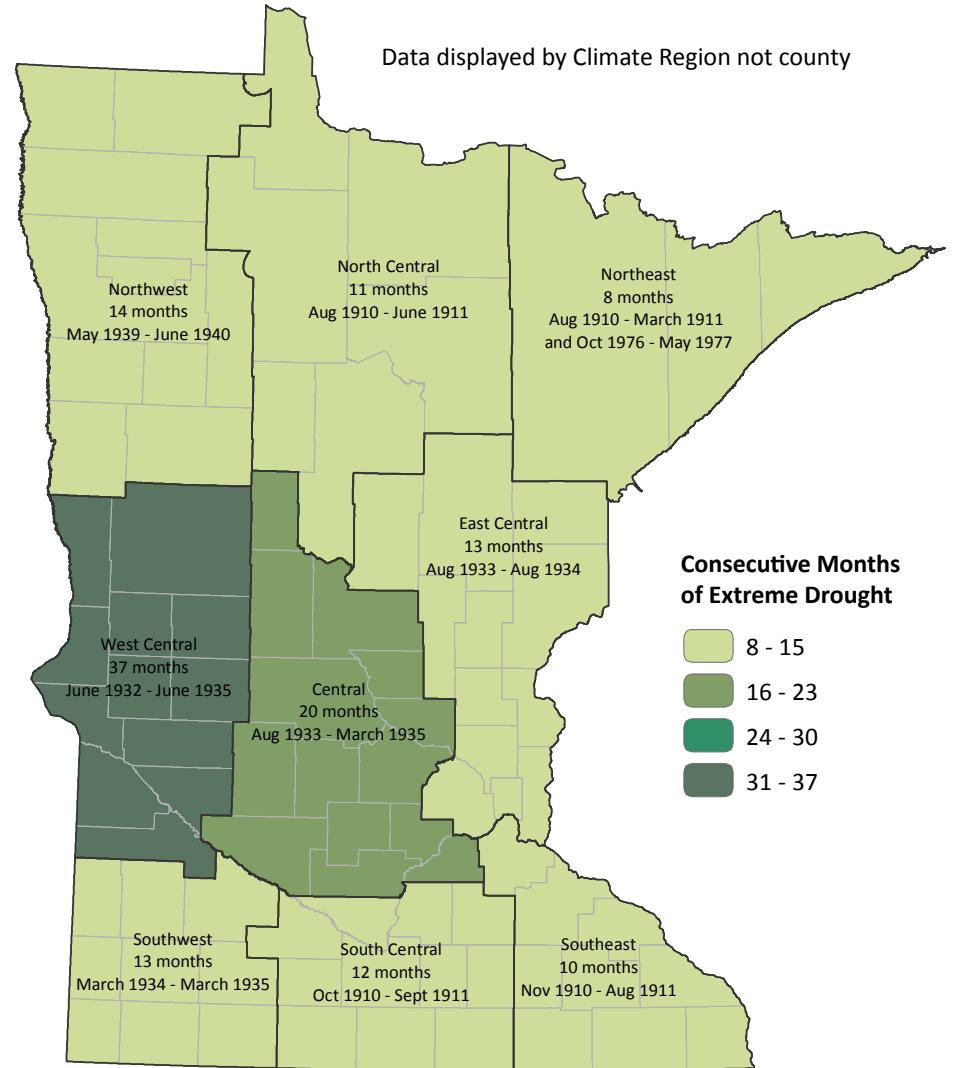 Data displayed by Climate Region not county
North Central
11 months
Aug 1910 - June 1911
Northeast
8 months
Aug 1910 - March 1911
and Oct 1976 - May 1977
Northwest
14 months
May 1939 - June 1940
East Central
13 months
Aug 1933 - Aug 1934
West Central
37 months
June 1932 - June 1935
Central
20 months
Aug 1933 - March 1935
Consecutive Months
of Extreme Drought
8 - 15
16 - 23
24 - 30
31 - 37
Southwest
13 months
March 1934 - March 1935
South Central
12 months
Oct 1910 - Sept 1911
Southeast
10 months
Nov 1910 - Aug 1911